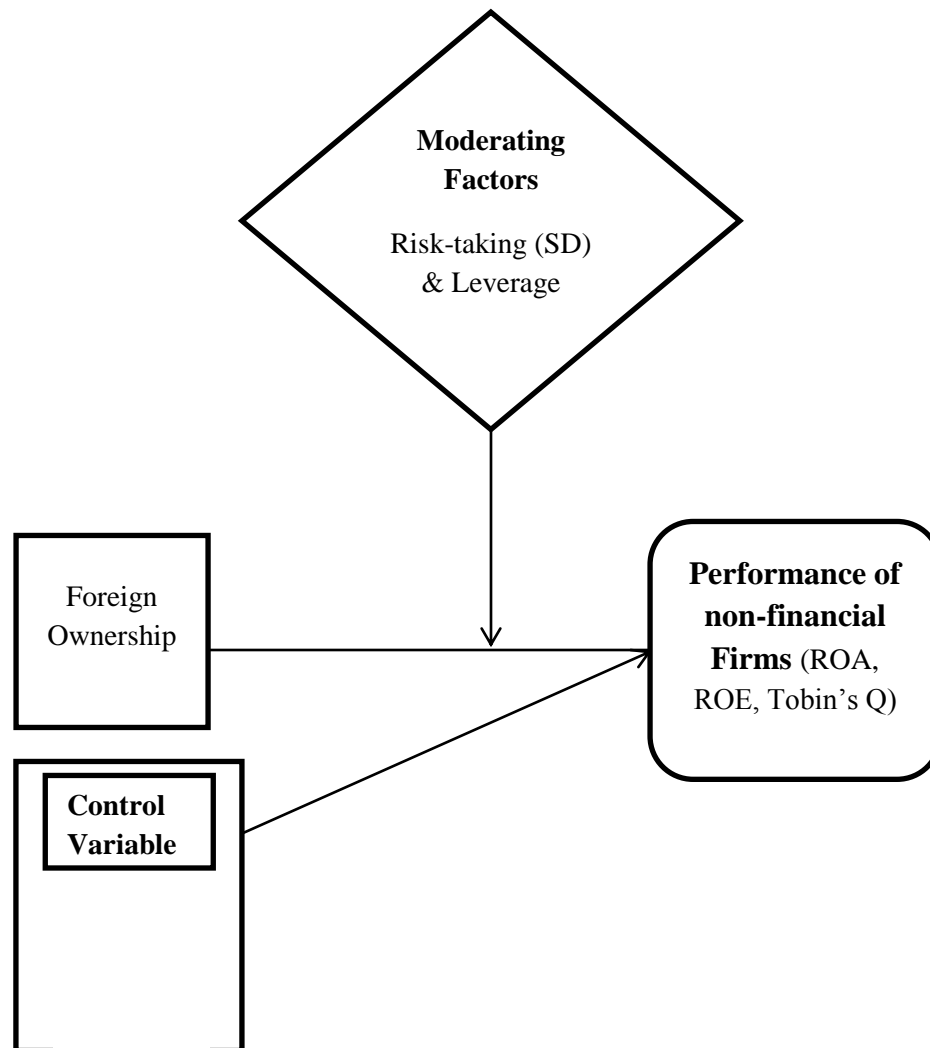 Moderating
Factors
Risk-taking (SD)
& Leverage
Foreign
Ownership
Performance of
non-financial
Firms (ROA,
ROE, Tobin’s Q)
Control
Variable